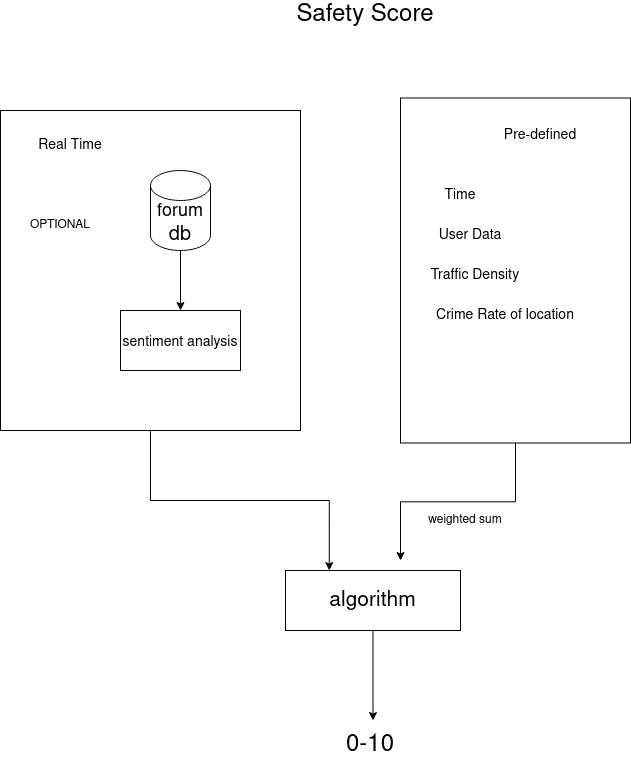 Safety Score
Real Time
OPTIONAL
forum
db
sentiment analysis
Pre-defined
Time
User Data
Traffic Density
Crime Rate of location
weighted sum
algorithm
0-10